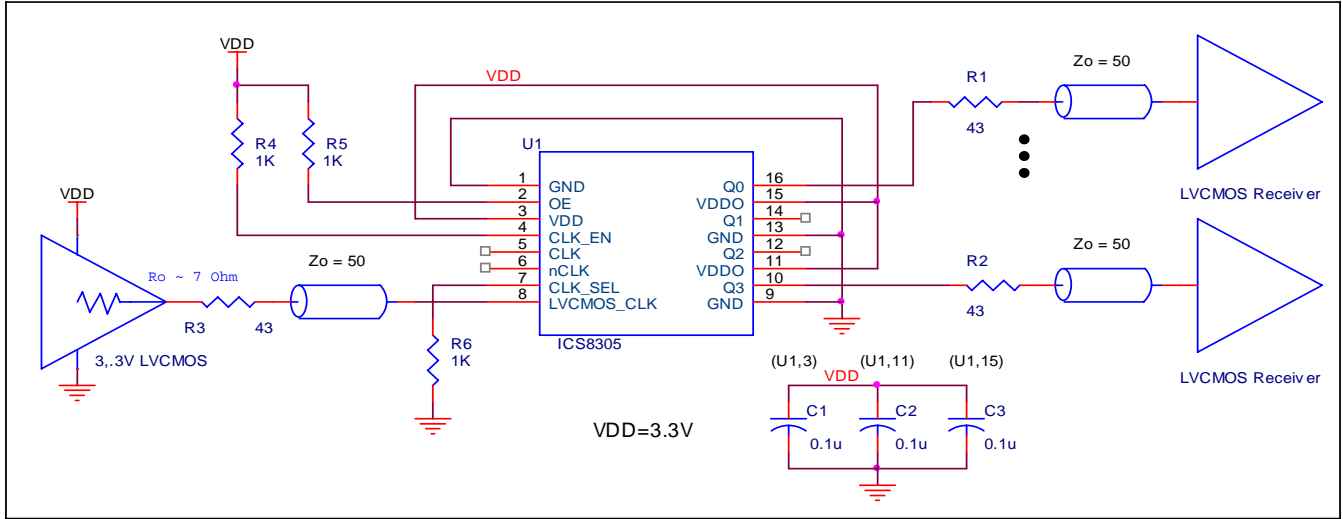 VDD
R4
1K
R5
1K
VDD
Ro ~ 7 Ohm
R3
43
3,.3V LVCMOS
Zo = 50
R6
1K
VDD
U1
1 GND
2 OE
3 VDD
4 CLK_EN
5 CLK
6 nCLK
7 CLK_SEL
8 LVCMOS_CLK
Q0 16
VDDO 15
Q1 14
GND 13
Q2 12
VDDO 11
Q3 10
GND 9
ICS8305
R1
43
Zo = 50
LVCMOS Receiver
R2
43
Zo = 50
LVCMOS Receiver
VDD=3.3V
(U1,3) (U1,11) (U1,15)
VDD
C1
0.1u
C2
0.1u
C3
0.1u